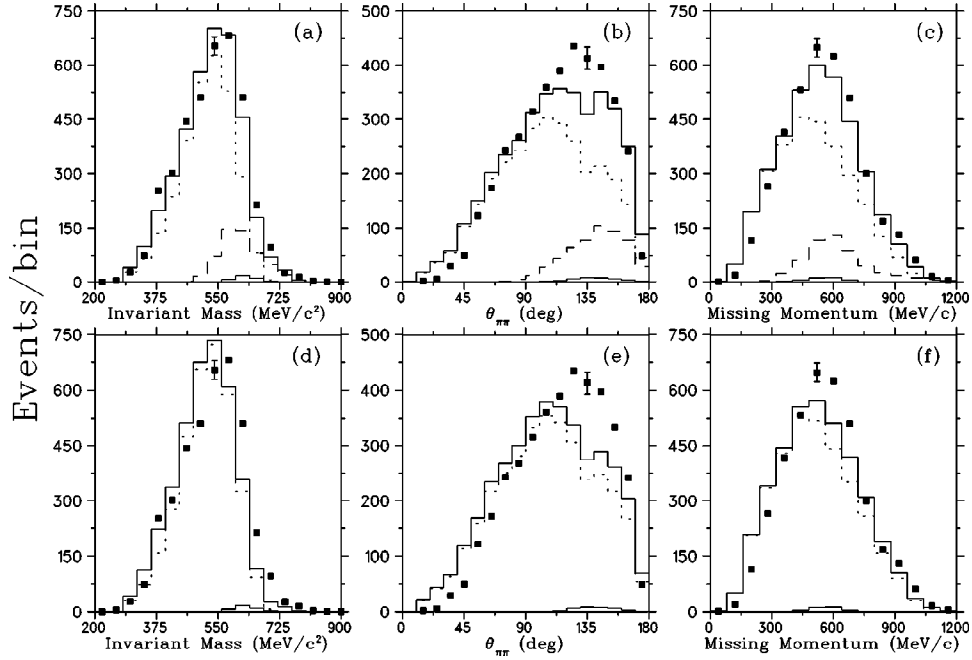 Events/bin
750
600
450
300
150
0
(a)
200 375 550 725 900
Invariant Mass (MeV/c²)
500
400
300
200
100
0
(b)
0 45 90 135 180
θππ (deg)
750
600
450
300
150
0
(c)
0 300 600 900 1200
Missing Momentum (MeV/c)
750
600
450
300
150
0
(d)
200 375 550 725 900
Invariant Mass (MeV/c²)
500
400
300
200
100
0
(e)
0 45 90 135 180
θππ (deg)
750
600
450
300
150
0
(f)
0 300 600 900 1200
Missing Momentum (MeV/c)